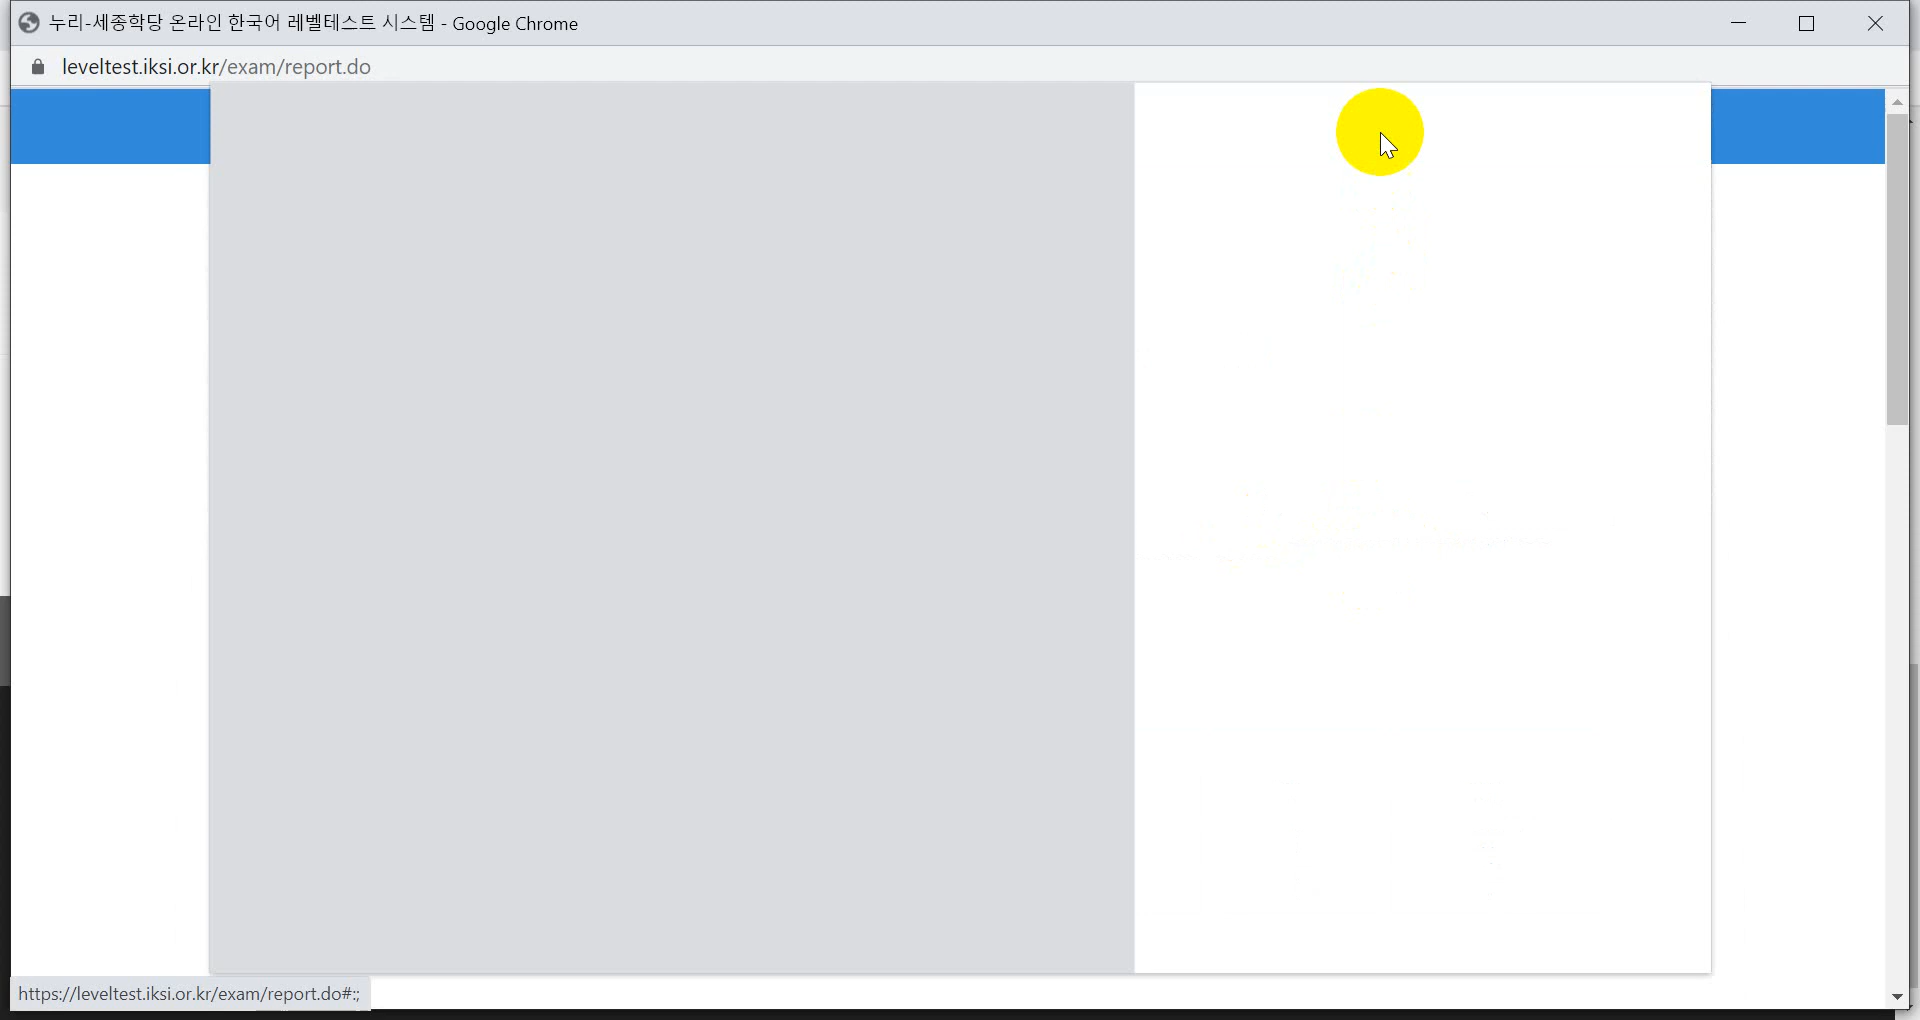 누리-세종학당 온라인 한국어 레벨테스트 시스템 - Google Chrome
leveltest.iksi.or.kr/exam/report.do
https://leveltest.iksi.or.kr/exam/report.do#:;